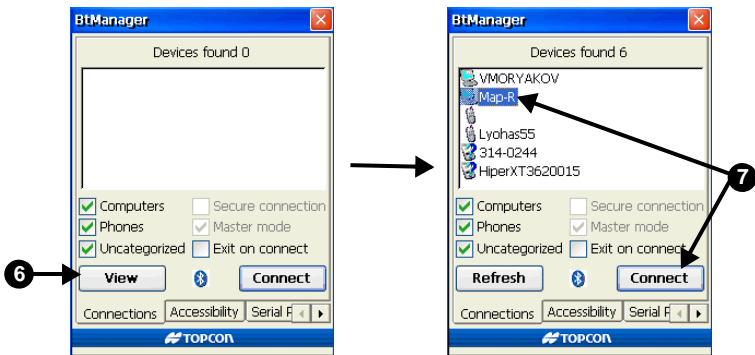 BtManager
Devices found 0
Computers
Secure connection
Phones
Master mode
Uncategorized
Exit on connect
6
View
Connect
Connections
Accessibility
Serial P
TOPCON
BtManager
Devices found 6
VMORYAKOV
Map-R
Lyohas55
314-0244
HiperXT3620015
7
Computers
Secure connection
Phones
Master mode
Uncategorized
Exit on connect
Refresh
Connect
Connections
Accessibility
Serial P
TOPCON